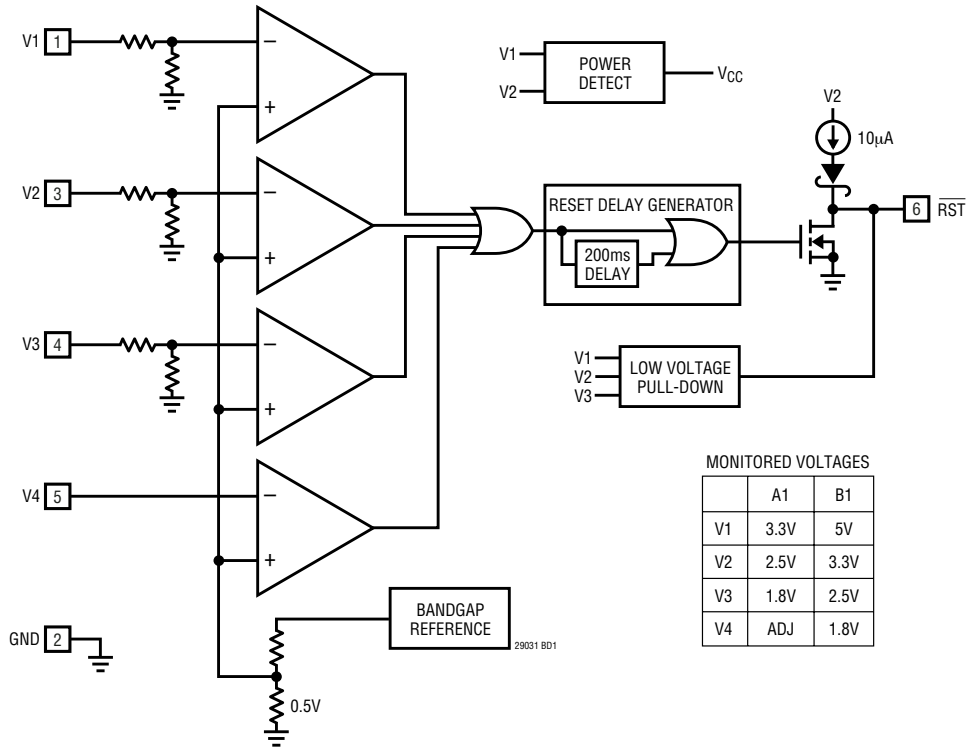 V1 1
−
+
V2 3
−
+
V3 4
−
+
V4 5
−
+
GND 2
0.5V
BANDGAP
REFERENCE
29031 BD1
V1
V2
POWER
DETECT
VCC
RESET DELAY GENERATOR
200ms
DELAY
V2
10µA
6 RST
V1
V2
V3
LOW VOLTAGE
PULL-DOWN
MONITORED VOLTAGES
A1 B1
V1 3.3V 5V
V2 2.5V 3.3V
V3 1.8V 2.5V
V4 ADJ 1.8V